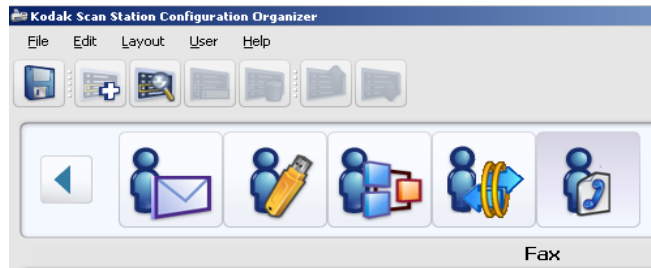 Kodak Scan Station Configuration Organizer
File Edit Layout User Help
Fax